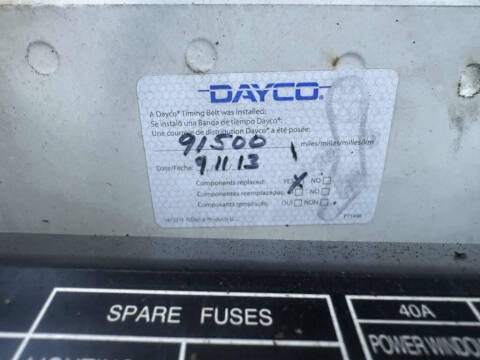 DAYCO
A Dayco® Timing Belt was Installed:
Se instaló una Banda de tiempo Dayco®:
Une courroie de distribution Dayco® a été posée:
91500 miles/millas/milles/km
Date/Fecha: 9.11.13
Components replaced: YES X NO
Componentes reemplazados: NO
Composants remplacés: OUI NON
SPARE FUSES
40A
POWER WINDOW